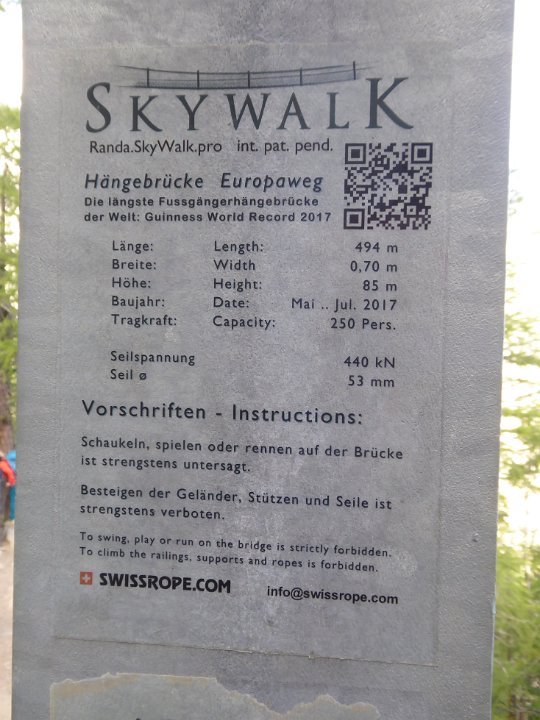 SKYWALK
Randa.SkyWalk.pro int. pat. pend.
Hängebrücke Europaweg
Die längste Fussgängerhängebrücke
der Welt: Guinness World Record 2017
Länge: Length: 494 m
Breite: Width 0,70 m
Höhe: Height: 85 m
Baujahr: Date: Mai .. Jul. 2017
Tragkraft: Capacity: 250 Pers.
Seilspannung 440 kN
Seil ø 53 mm
Vorschriften - Instructions:
Schaukeln, spielen oder rennen auf der Brücke
ist strengstens untersagt.
Besteigen der Geländer, Stützen und Seile ist
strengstens verboten.
To swing, play or run on the bridge is strictly forbidden.
To climb the railings, supports and ropes is forbidden.
SWISSROPE.COM info@swissrope.com